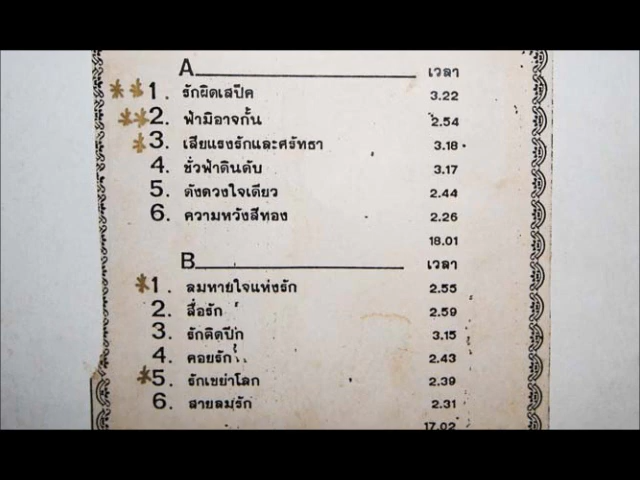 A เวลา
**1. รักผิดเสป๊ค 3.22
**2. ฟ้ามิอาจกั้น 2.54
*3. เสียแรงรักและศรัทธา 3.18
4. ชั่วฟ้าดินดับ 3.17
5. ดังดวงใจเดียว 2.44
6. ความหวังสีทอง 2.26
18.01
B เวลา
*1. ลมหายใจแห่งรัก 2.55
2. สื่อรัก 2.59
3. รักติดปีก 3.15
4. คอยรัก 2.43
*5. รักเขย่าโลก 2.39
6. สายลมรัก 2.31
17.02